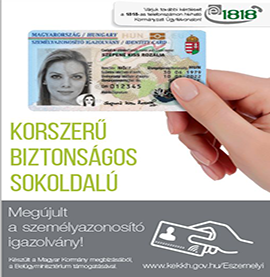 Várjuk további kérdéseit
a 1818-as telefonszámon hívható
Kormányzati Ügyfélvonalon!
1818
MAGYARORSZÁG / HUNGARY
SZEMÉLYAZONOSÍTÓ IGAZOLVÁNY / IDENTITY CARD
KORSZERŰ
BIZTONSÁGOS
SOKOLDALÚ
Megújult
a személyazonosító
igazolvány!
Készült a Magyar Kormány megbízásából,
a Belügyminisztérium támogatásával
www.kekkh.gov.hu/Eszemelyi